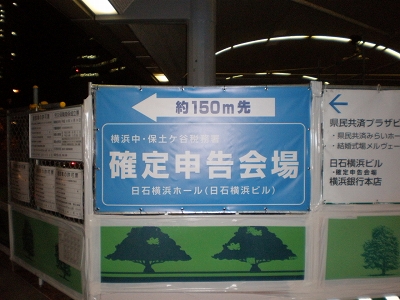 約150m先
横浜中・保土ケ谷税務署
確定申告会場
日石横浜ホール(日石横浜ビル)
県民共済プラザビ
・県民共済みらいホー
・結婚式場メルヴェー
日石横浜ビル
・確定申告会場
横浜銀行本店